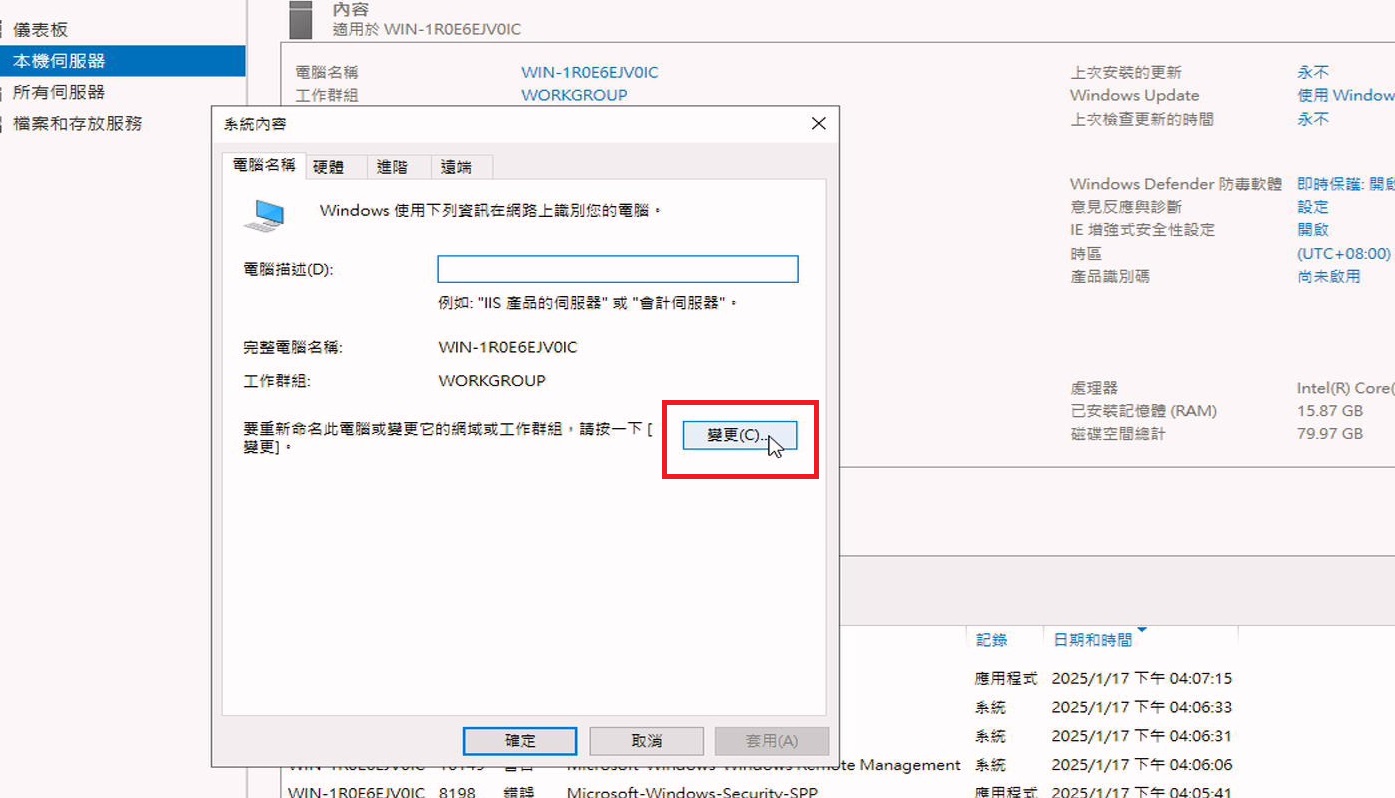 內容
適用於 WIN-1R0E6EJV0IC
儀表板
本機伺服器
所有伺服器
檔案和存放服務
電腦名稱 WIN-1R0E6EJV0IC
工作群組 WORKGROUP
上次安裝的更新 永不
Windows Update 使用 Window
上次檢查更新的時間 永不
Windows Defender 防毒軟體 即時保護: 開啟
意見反應與診斷 設定
IE 增強式安全性設定 開啟
時區 (UTC+08:00)
產品識別碼 尚未啟用
處理器 Intel(R) Core(
已安裝記憶體 (RAM) 15.87 GB
磁碟空間總計 79.97 GB
系統內容
電腦名稱 硬體 進階 遠端
Windows 使用下列資訊在網路上識別您的電腦。
電腦描述(D):
例如: "IIS 產品的伺服器" 或 "會計伺服器"。
完整電腦名稱: WIN-1R0E6EJV0IC
工作群組: WORKGROUP
要重新命名此電腦或變更它的網域或工作群組，請按一下 [
變更]。
變更(C)...
確定 取消 套用(A)
記錄 日期和時間
應用程式 2025/1/17 下午 04:07:15
系統 2025/1/17 下午 04:06:33
系統 2025/1/17 下午 04:06:31
WIN-1R0E6EJV0IC 10149 警告 Microsoft-Windows-Windows Remote Management 系統 2025/1/17 下午 04:06:06
WIN-1R0E6EJV0IC 8198 錯誤 Microsoft-Windows-Security-SPP 應用程式 2025/1/17 下午 04:05:41